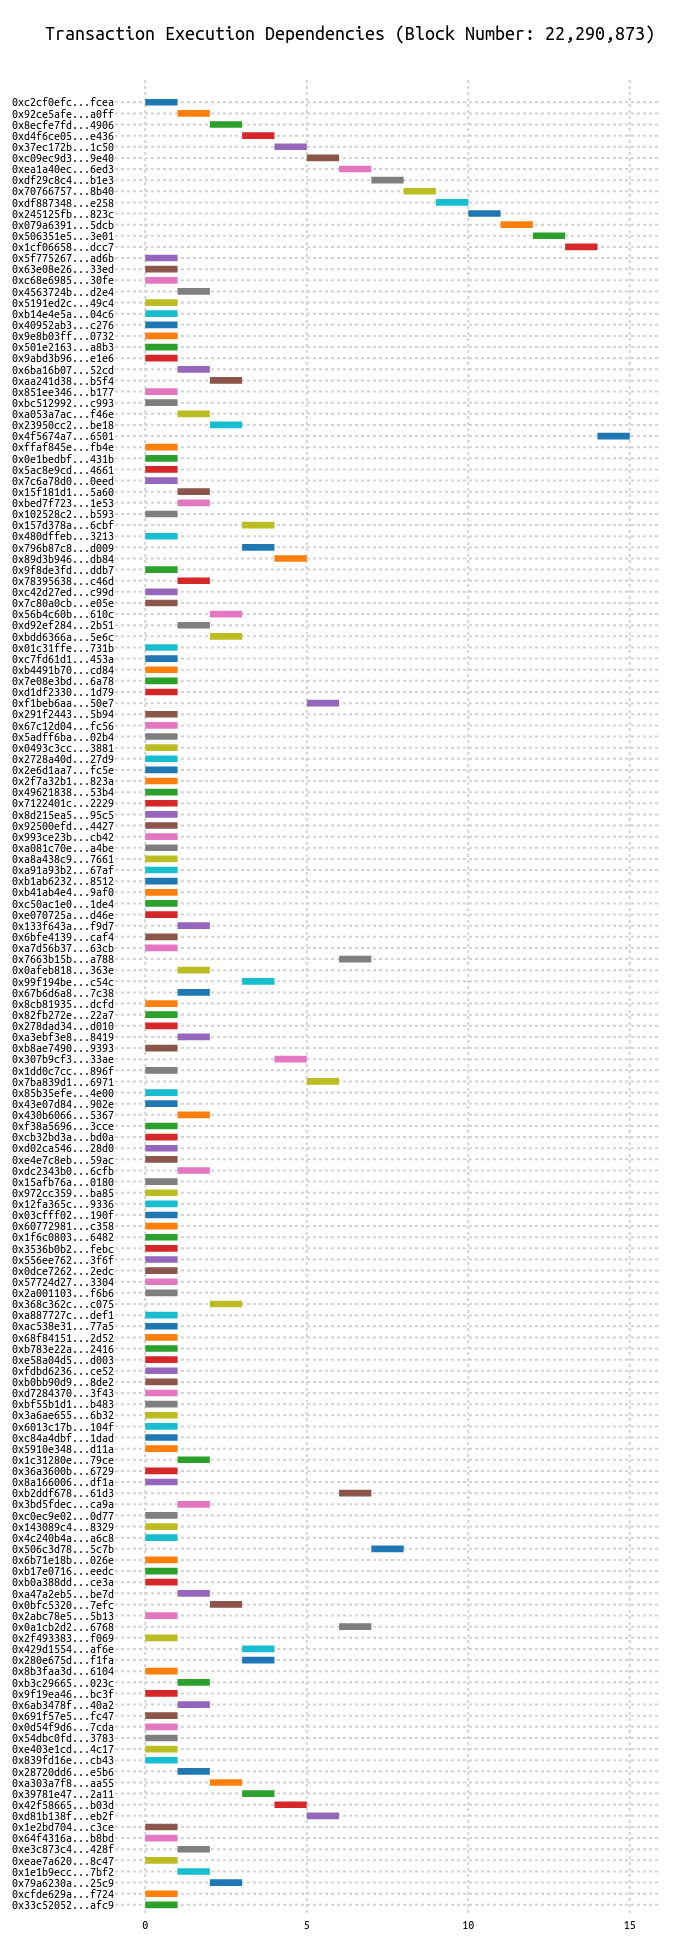 Transaction Execution Dependencies (Block Number: 22,290,873)
0xc2cf0efc...fcea
0x92ce5afe...a0ff
0x8ecfe7fd...4906
0xd4f6ce05...e436
0x37ec172b...1c50
0xc09ec9d3...9e40
0xea1a40ec...6ed3
0xdf29c8c4...b1e3
0x70766757...8b40
0xdf887348...e258
0x245125fb...823c
0x079a6391...5dcb
0x506351e5...3e01
0x1cf06658...dcc7
0x5f775267...ad6b
0x63e08e26...33ed
0xc68e6985...30fe
0x4563724b...d2e4
0x5191ed2c...49c4
0xb14e4e5a...04c6
0x40952ab3...c276
0x9e8b03ff...0732
0x501e2163...a8b3
0x9abd3b96...e1e6
0x6ba16b07...52cd
0xaa241d38...b5f4
0x851ee346...b177
0xbc512992...c993
0xa053a7ac...f46e
0x23950cc2...be18
0x4f5674a7...6501
0xffaf845e...fb4e
0x0e1bedbf...431b
0x5ac8e9cd...4661
0x7c6a78d0...0eed
0x15f181d1...5a60
0xbed7f723...1e53
0x102528c2...b593
0x157d378a...6cbf
0x480dffeb...3213
0x796b87c8...d009
0x89d3b946...db84
0x9f8de3fd...ddb7
0x78395638...c46d
0xc42d27ed...c99d
0x7c80a0cb...e05e
0x56b4c60b...610c
0xd92ef284...2b51
0xbdd6366a...5e6c
0x01c31ffe...731b
0xc7fd61d1...453a
0xb4491b70...cd84
0x7e08e3bd...6a78
0xd1df2330...1d79
0xf1beb6aa...50e7
0x291f2443...5b94
0x67c12d04...fc56
0x5adff6ba...02b4
0x0493c3cc...3881
0x2728a40d...27d9
0x2e6d1aa7...fc5e
0x2f7a32b1...823a
0x49621838...53b4
0x7122401c...2229
0x8d215ea5...95c5
0x92500efd...4427
0x993ce23b...cb42
0xa081c70e...a4be
0xa8a438c9...7661
0xa91a93b2...67af
0xb1ab6232...8512
0xb41ab4e4...9af0
0xc50ac1e0...1de4
0xe070725a...d46e
0x133f643a...f9d7
0x6bfe4139...caf4
0xa7d56b37...63cb
0x7663b15b...a788
0x0afeb818...363e
0x99f194be...c54c
0x67b6d6a8...7c38
0x8cb81935...dcfd
0x82fb272e...22a7
0x278dad34...d010
0xa3ebf3e8...8419
0xb8ae7490...9393
0x307b9cf3...33ae
0x1dd0c7cc...896f
0x7ba839d1...6971
0x85b35efe...4e00
0x43e07d84...902e
0x430b6066...5367
0xf38a5696...3cce
0xcb32bd3a...bd0a
0xd02ca546...28d0
0xe4e7c8eb...59ac
0xdc2343b0...6cfb
0x15afb76a...0180
0x972cc359...ba85
0x12fa365c...9336
0x03cfff02...190f
0x60772981...c358
0x1f6c0803...6482
0x3536b0b2...febc
0x556ee762...3f6f
0x0dce7262...2edc
0x57724d27...3304
0x2a001103...f6b6
0x368c362c...c075
0xa887727c...def1
0xac538e31...77a5
0x68f84151...2d52
0xb783e22a...2416
0xe58a04d5...d003
0xfdbd6236...ce52
0xb0bb90d9...8de2
0xd7284370...3f43
0xbf55b1d1...b483
0x3a6ae655...6b32
0x6013c17b...104f
0xc84a4dbf...1dad
0x5910e348...d11a
0x1c31280e...79ce
0x36a3600b...6729
0x8a166006...df1a
0xb2ddf678...61d3
0x3bd5fdec...ca9a
0xc0ec9e02...0d77
0x143089c4...8329
0x4c240b4a...a6c8
0x506c3d78...5c7b
0x6b71e18b...026e
0xb17e0716...eedc
0xb0a388dd...ce3a
0xa47a2eb5...be7d
0x0bfc5320...7efc
0x2abc78e5...5b13
0x0a1cb2d2...6768
0x2f493383...f069
0x429d1554...af6e
0x280e675d...f1fa
0x8b3faa3d...6104
0xb3c29665...023c
0x9f19ea46...bc3f
0x6ab3478f...40a2
0x691f57e5...fc47
0x0d54f9d6...7cda
0x54dbc0fd...3783
0xe403e1cd...4c17
0x839fd16e...cb43
0x28720dd6...e5b6
0xa303a7f8...aa55
0x39781e47...2a11
0x42f58665...b03d
0xd81b138f...eb2f
0x1e2bd704...c3ce
0x64f4316a...b8bd
0xe3c873c4...428f
0xeae7a620...8c47
0x1e1b9ecc...7bf2
0x79a6230a...25c9
0xcfde629a...f724
0x33c52052...afc9
0 5 10 15